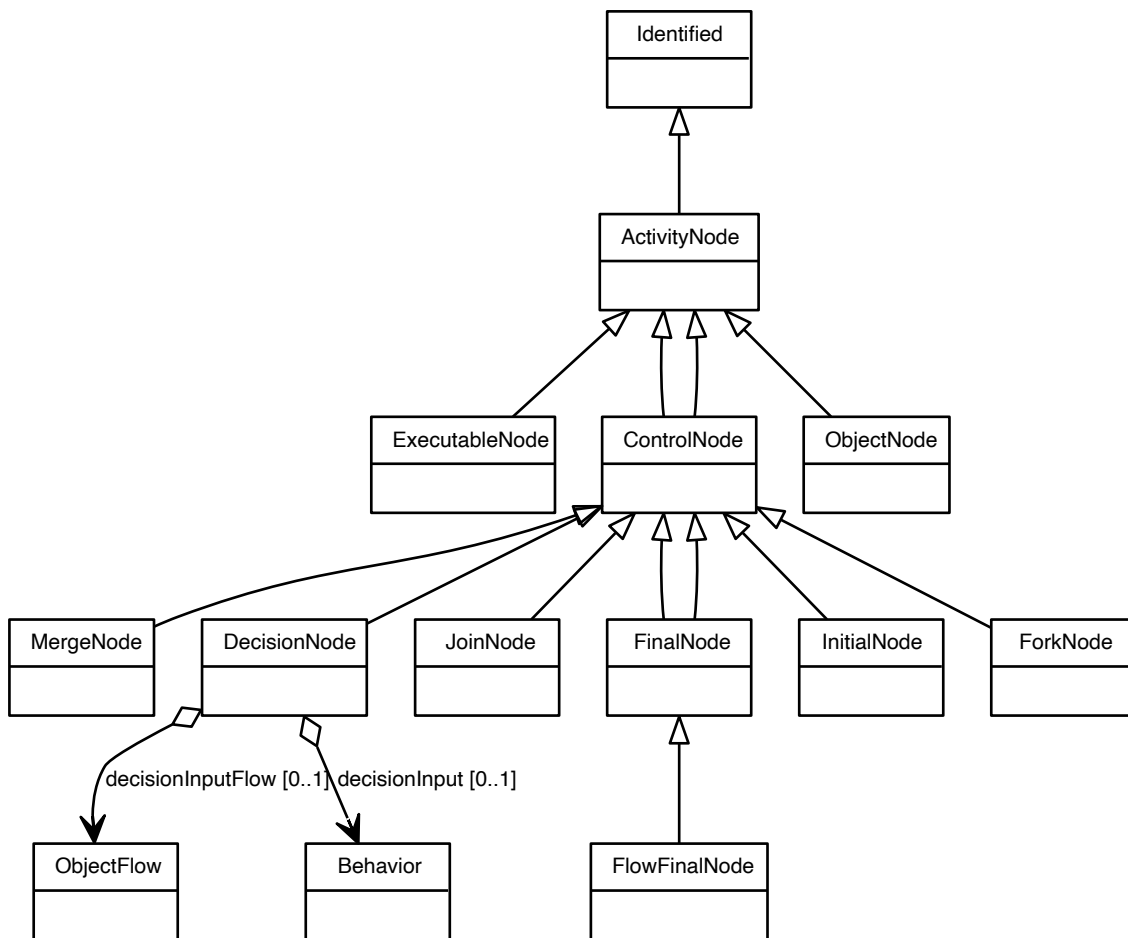 Identified
ActivityNode
ExecutableNode
ControlNode
ObjectNode
MergeNode
DecisionNode
JoinNode
FinalNode
InitialNode
ForkNode
decisionInputFlow [0..1]
decisionInput [0..1]
ObjectFlow
Behavior
FlowFinalNode